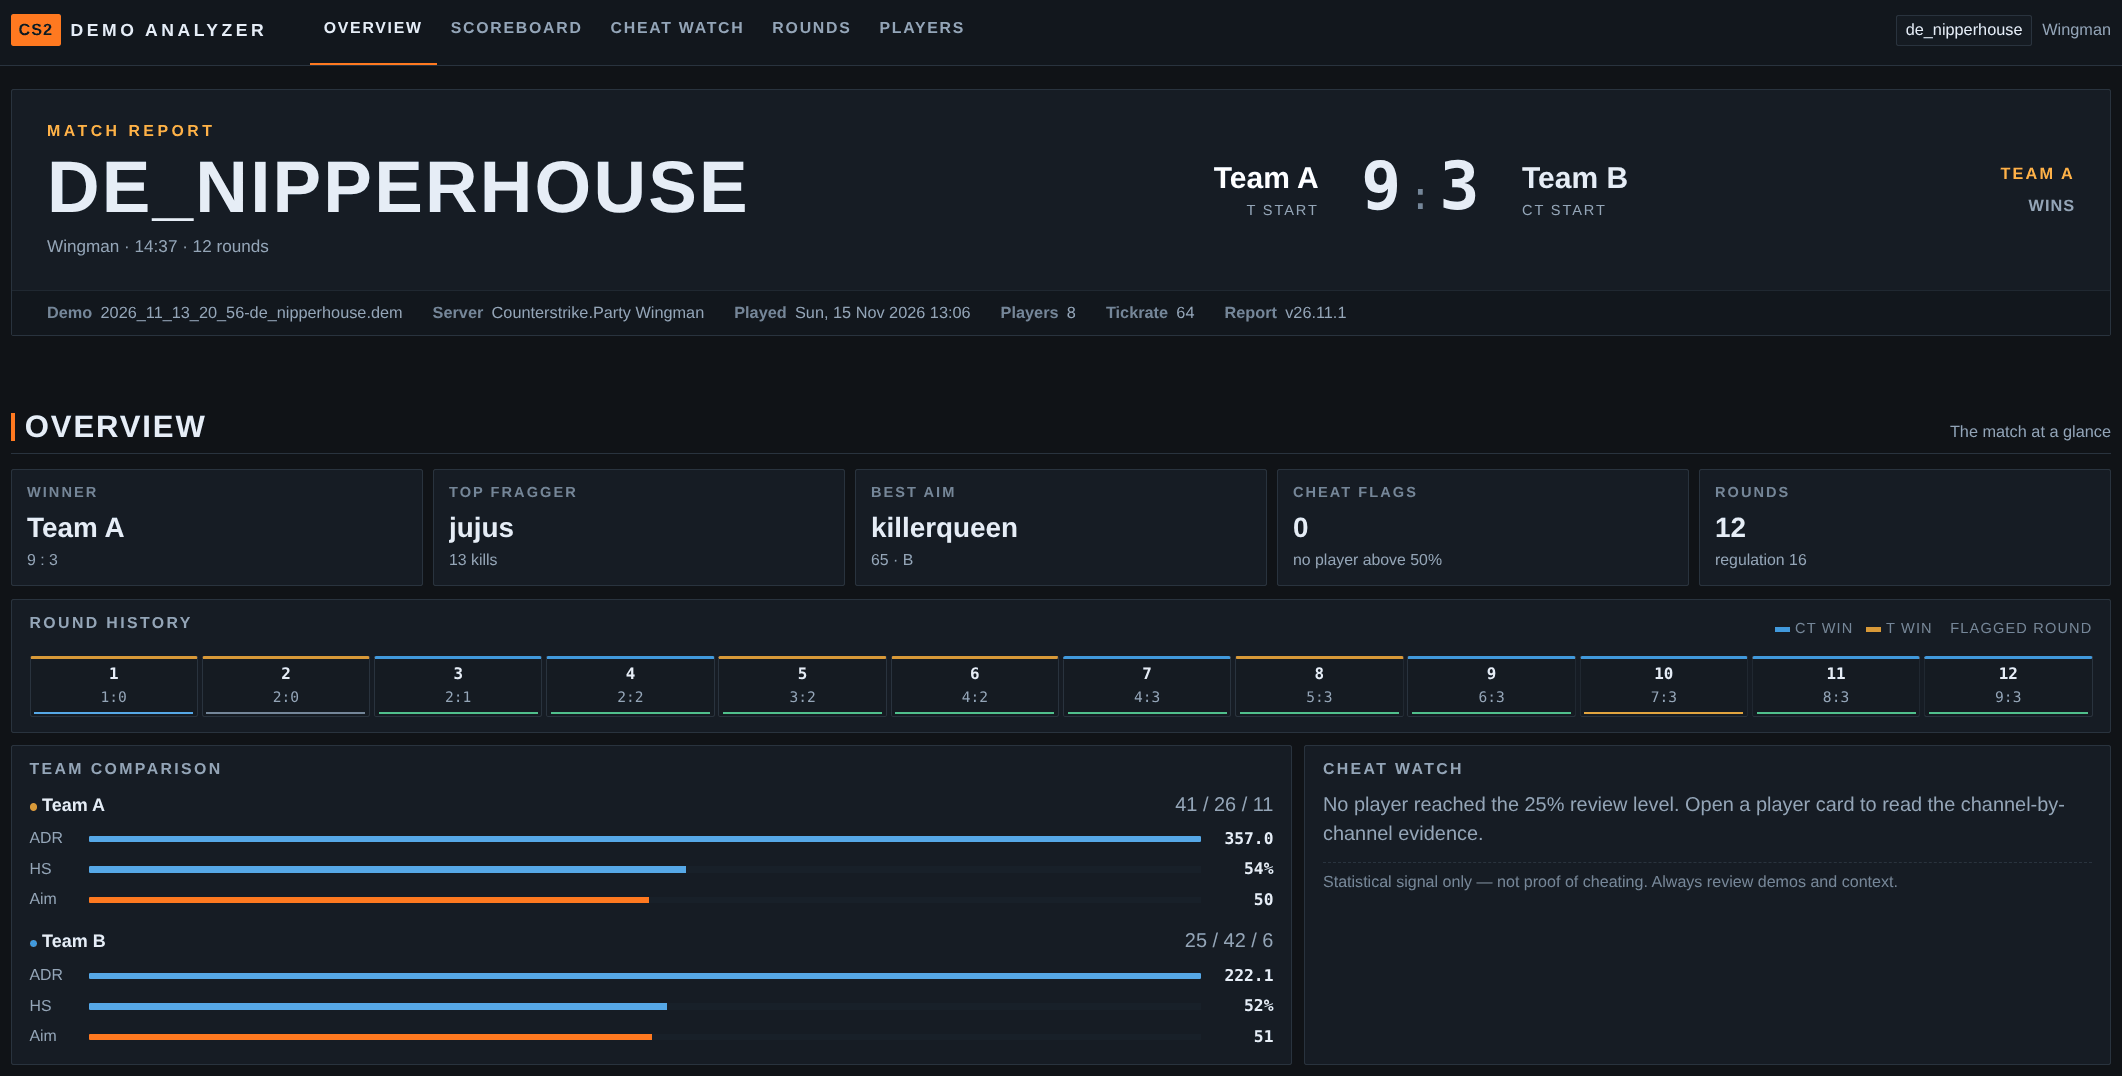 CS2 DEMO ANALYZER OVERVIEW SCOREBOARD CHEAT WATCH ROUNDS PLAYERS de_nipperhouse Wingman
MATCH REPORT
DE_NIPPERHOUSE
Wingman · 14:37 · 12 rounds
Team A 9 : 3 Team B
T START CT START
TEAM A
WINS
Demo 2026_11_13_20_56-de_nipperhouse.dem Server Counterstrike.Party Wingman Played Sun, 15 Nov 2026 13:06 Players 8 Tickrate 64 Report v26.11.1
OVERVIEW The match at a glance
WINNER
Team A
9 : 3
TOP FRAGGER
jujus
13 kills
BEST AIM
killerqueen
65 · B
CHEAT FLAGS
0
no player above 50%
ROUNDS
12
regulation 16
ROUND HISTORY CT WIN T WIN FLAGGED ROUND
1 2 3 4 5 6 7 8 9 10 11 12
1:0 2:0 2:1 2:2 3:2 4:2 4:3 5:3 6:3 7:3 8:3 9:3
TEAM COMPARISON
Team A 41 / 26 / 11
ADR 357.0
HS 54%
Aim 50
Team B 25 / 42 / 6
ADR 222.1
HS 52%
Aim 51
CHEAT WATCH
No player reached the 25% review level. Open a player card to read the channel-by-
channel evidence.
Statistical signal only — not proof of cheating. Always review demos and context.